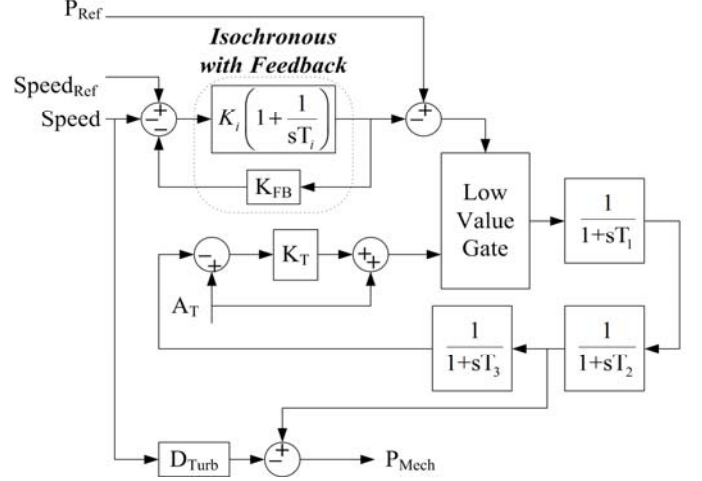 P_Ref
Isochronous
with Feedback
Speed_Ref
Speed
+
−
−
K_i(1+1/sT_i)
−
+
K_FB
Low
Value
Gate
1/1+sT_1
−
+
K_T
+
+
A_T
1/1+sT_3
1/1+sT_2
D_Turb
−
+
P_Mech